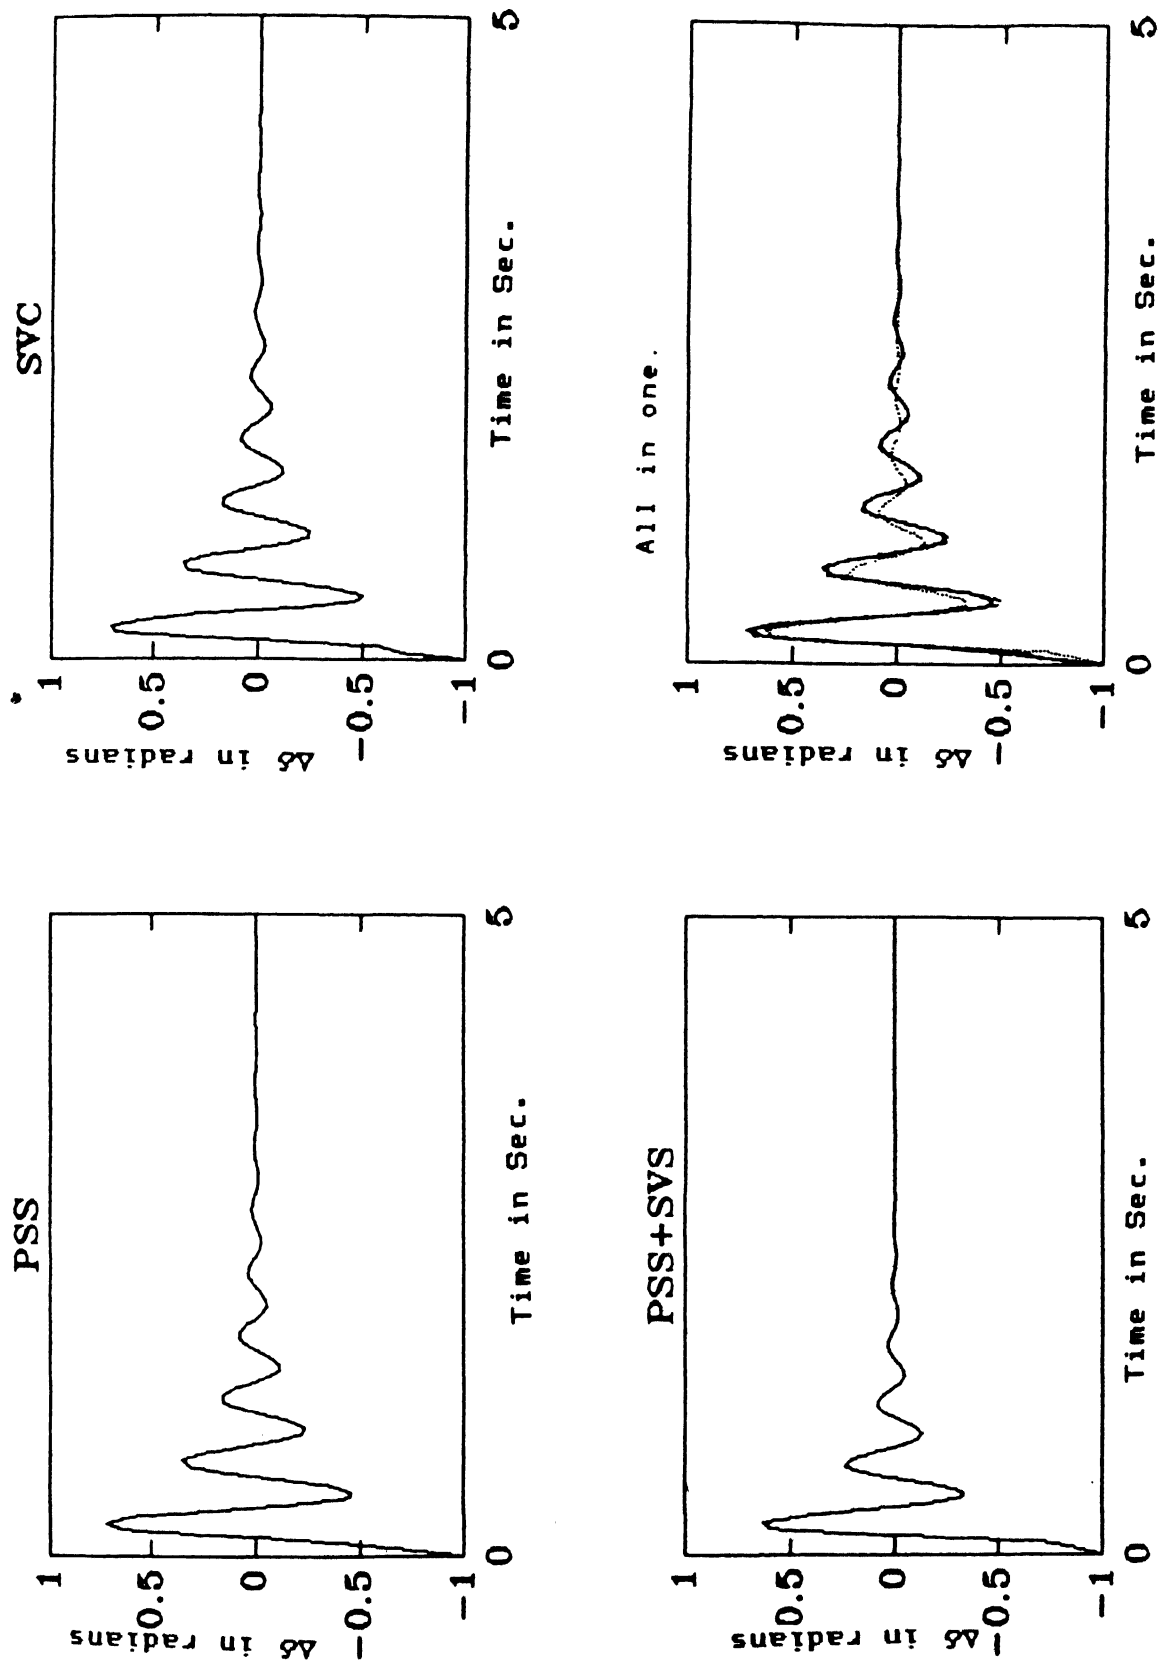 PSS
1
0.5
0
-0.5
-1
Δδ in radians
0
5
Time in Sec.
SVC
*
1
0.5
0
-0.5
-1
Δδ in radians
0
5
Time in Sec.
PSS+SVS
1
0.5
0
-0.5
-1
Δδ in radians
0
5
Time in Sec.
All in one.
1
0.5
0
-0.5
-1
Δδ in radians
0
5
Time in Sec.